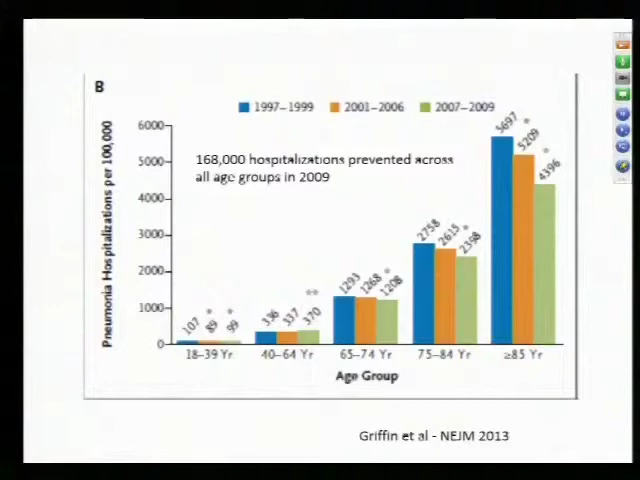 B
1997–1999 2001–2006 2007–2009
Pneumonia Hospitalizations per 100,000
6000
5000
4000
3000
2000
1000
0
168,000 hospitalizations prevented across
all age groups in 2009
107 89* 99*
336 337 370**
1293 1268 1208*
2758 2615 2398*
5697 5209* 4396*
18–39 Yr 40–64 Yr 65–74 Yr 75–84 Yr ≥85 Yr
Age Group
Griffin et al - NEJM 2013